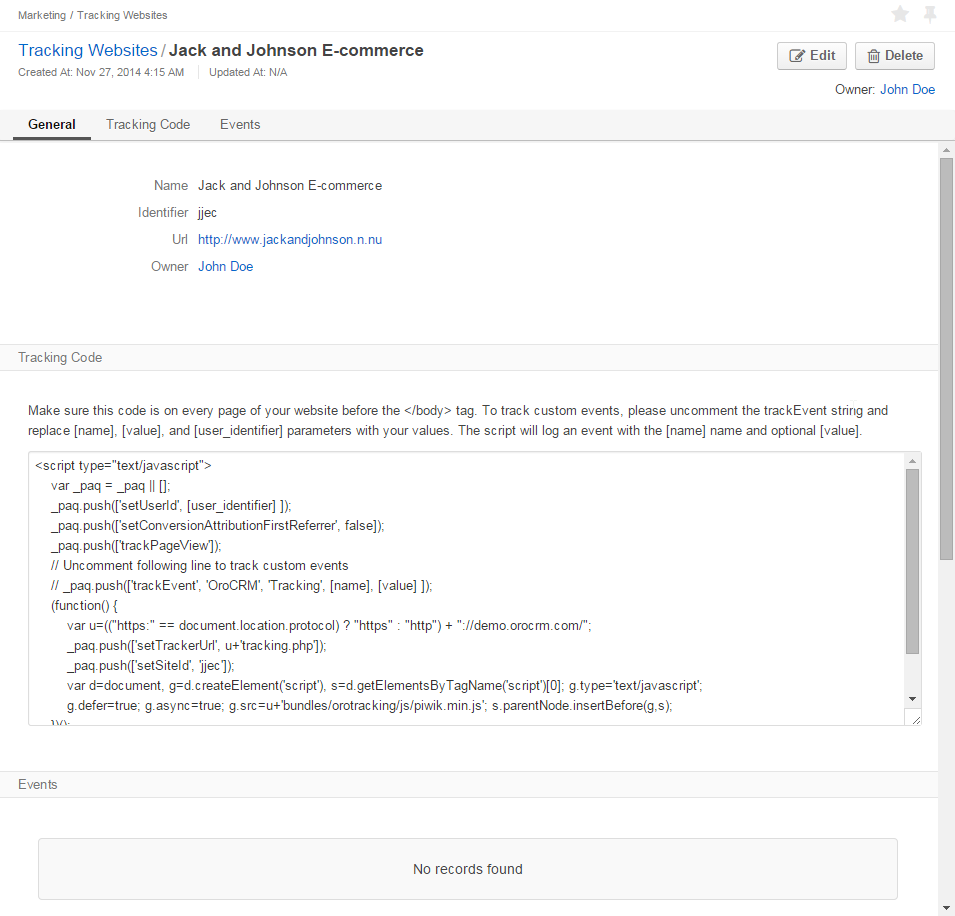 Marketing / Tracking Websites
Tracking Websites / Jack and Johnson E-commerce
Edit
Delete
Created At: Nov 27, 2014 4:15 AM
Updated At: N/A
Owner: John Doe
General
Tracking Code
Events
Name Jack and Johnson E-commerce
Identifier jjec
Url http://www.jackandjohnson.n.nu
Owner John Doe
Tracking Code
Make sure this code is on every page of your website before the </body> tag. To track custom events, please uncomment the trackEvent string and
replace [name], [value], and [user_identifier] parameters with your values. The script will log an event with the [name] name and optional [value].
<script type="text/javascript">
var _paq = _paq || [];
_paq.push(['setUserId', [user_identifier] ]);
_paq.push(['setConversionAttributionFirstReferrer', false]);
_paq.push(['trackPageView']);
// Uncomment following line to track custom events
// _paq.push(['trackEvent', 'OroCRM', 'Tracking', [name], [value] ]);
(function() {
var u=(("https:" == document.location.protocol) ? "https" : "http") + "://demo.orocrm.com/";
_paq.push(['setTrackerUrl', u+'tracking.php']);
_paq.push(['setSiteId', 'jjec']);
var d=document, g=d.createElement('script'), s=d.getElementsByTagName('script')[0]; g.type='text/javascript';
g.defer=true; g.async=true; g.src=u+'bundles/orotracking/js/piwik.min.js'; s.parentNode.insertBefore(g,s);
})();
Events
No records found